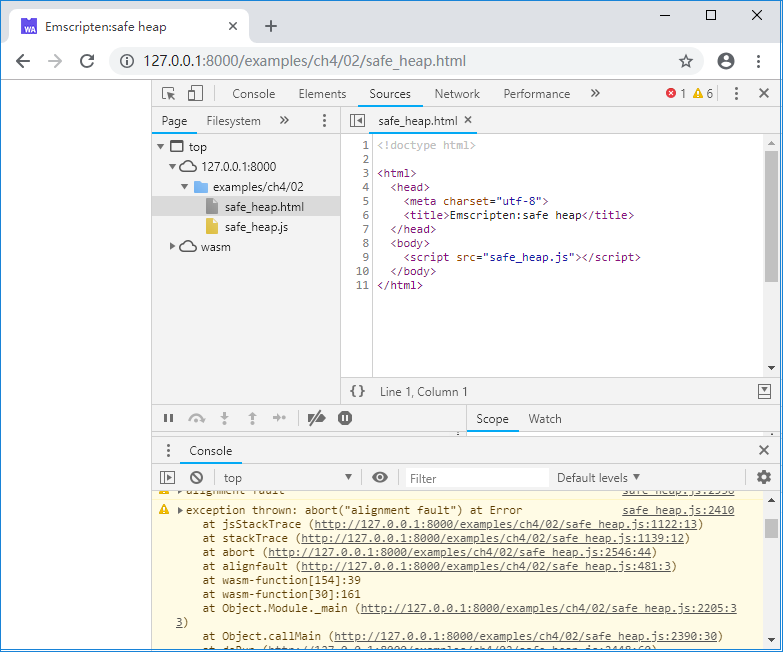 WA
Emscripten:safe heap
127.0.0.1:8000/examples/ch4/02/safe_heap.html
Console Elements Sources Network Performance » 1 6
Page Filesystem » safe_heap.html
top
127.0.0.1:8000
examples/ch4/02
safe_heap.html
safe_heap.js
wasm
1 <!doctype html>
2
3 <html>
4 <head>
5 <meta charset="utf-8">
6 <title>Emscripten:safe heap</title>
7 </head>
8 <body>
9 <script src="safe_heap.js"></script>
10 </body>
11 </html>
{} Line 1, Column 1
Scope Watch
Console
top Filter Default levels
alignment fault safe_heap.js:2390
exception thrown: abort("alignment fault") at Error safe_heap.js:2410
at jsStackTrace (http://127.0.0.1:8000/examples/ch4/02/safe_heap.js:1122:13)
at stackTrace (http://127.0.0.1:8000/examples/ch4/02/safe_heap.js:1139:12)
at abort (http://127.0.0.1:8000/examples/ch4/02/safe_heap.js:2546:44)
at alignfault (http://127.0.0.1:8000/examples/ch4/02/safe_heap.js:481:3)
at wasm-function[154]:39
at wasm-function[30]:161
at Object.Module._main (http://127.0.0.1:8000/examples/ch4/02/safe_heap.js:2205:3
3)
at Object.callMain (http://127.0.0.1:8000/examples/ch4/02/safe_heap.js:2390:30)